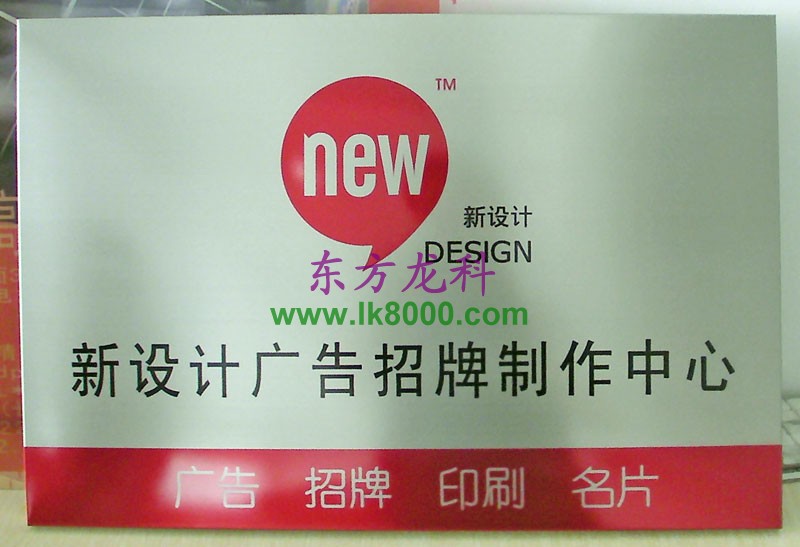 TM
new
新设计
DESIGN
东方龙科
www.lk8000.com
新设计广告招牌制作中心
广告 招牌 印刷 名片